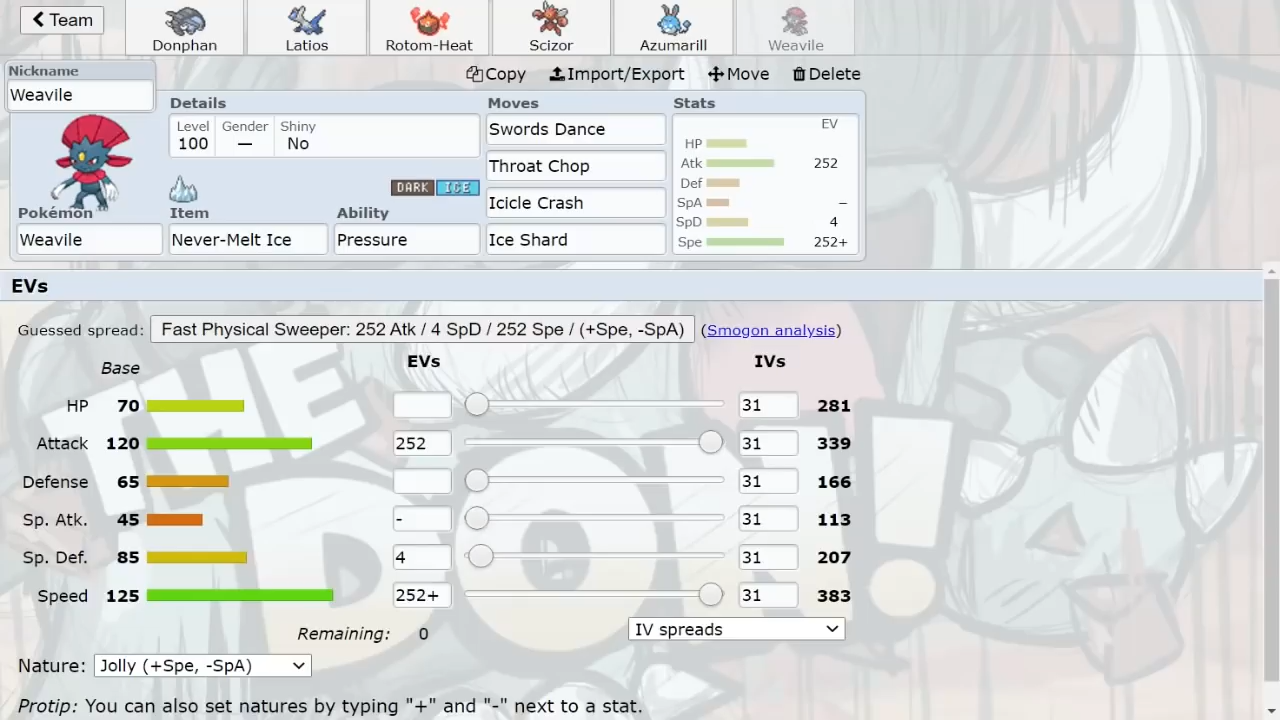 Team
Donphan
Latios
Rotom-Heat
Scizor
Azumarill
Weavile
Nickname
Weavile
Copy
Import/Export
Move
Delete
Details
Moves
Stats
Level
Gender
Shiny
100
—
No
Swords Dance
Throat Chop
Icicle Crash
Ice Shard
EV
HP
Atk 252
Def
SpA –
SpD 4
Spe 252+
DARK ICE
Pokémon
Item
Ability
Weavile
Never-Melt Ice
Pressure
EVs
Guessed spread: Fast Physical Sweeper: 252 Atk / 4 SpD / 252 Spe / (+Spe, -SpA) (Smogon analysis)
Base EVs IVs
HP 70 31 281
Attack 120 252 31 339
Defense 65 31 166
Sp. Atk. 45 - 31 113
Sp. Def. 85 4 31 207
Speed 125 252+ 31 383
Remaining: 0 IV spreads
Nature: Jolly (+Spe, -SpA)
Protip: You can also set natures by typing "+" and "-" next to a stat.
THE
DO!